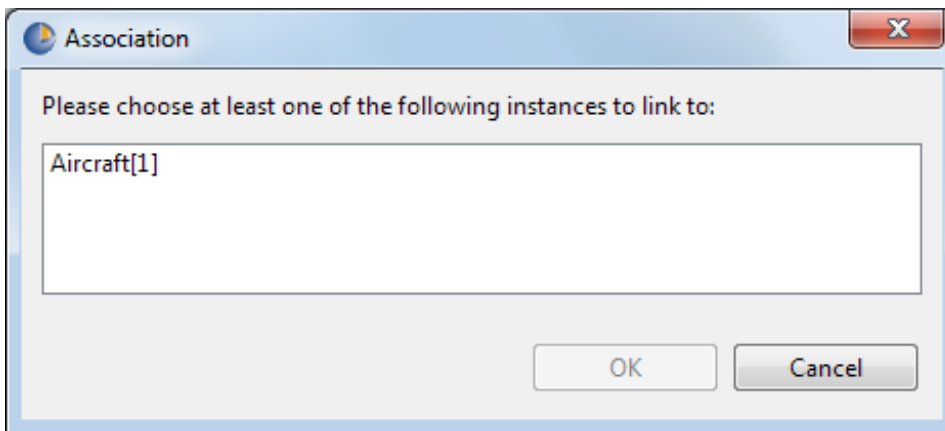 Association
Please choose at least one of the following instances to link to:
Aircraft[1]
OK
Cancel